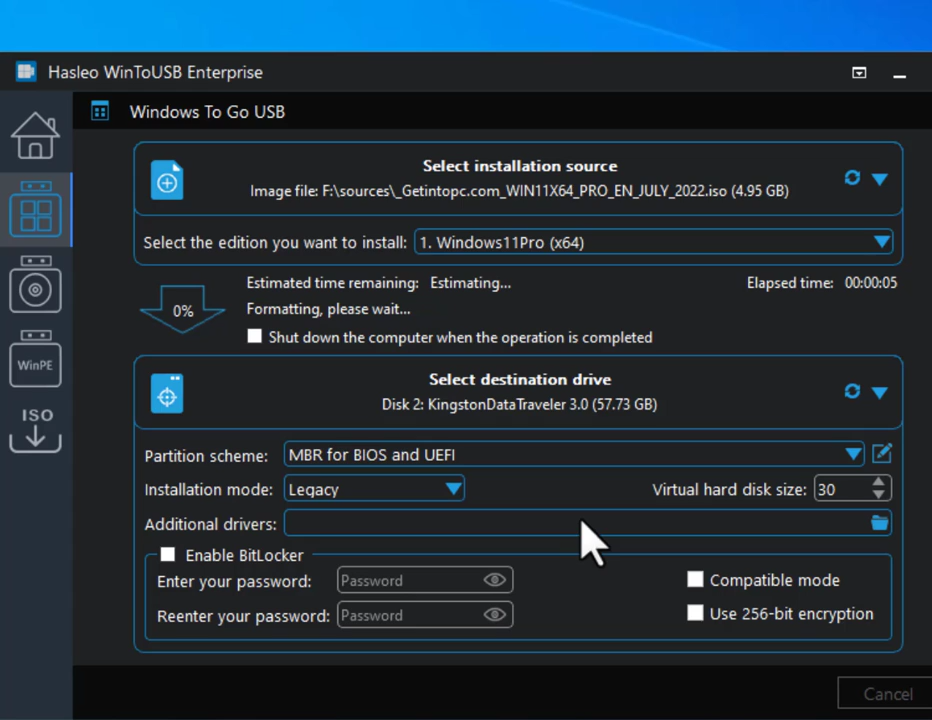 Hasleo WinToUSB Enterprise
Windows To Go USB
Select installation source
Image file: F:\sources\_Getintopc.com_WIN11X64_PRO_EN_JULY_2022.iso (4.95 GB)
Select the edition you want to install: 1. Windows11Pro (x64)
Estimated time remaining: Estimating... Elapsed time: 00:00:05
0% Formatting, please wait...
Shut down the computer when the operation is completed
WinPE
ISO
Select destination drive
Disk 2: KingstonDataTraveler 3.0 (57.73 GB)
Partition scheme: MBR for BIOS and UEFI
Installation mode: Legacy Virtual hard disk size: 30
Additional drivers:
Enable BitLocker
Enter your password: Password Compatible mode
Reenter your password: Password Use 256-bit encryption
Cancel